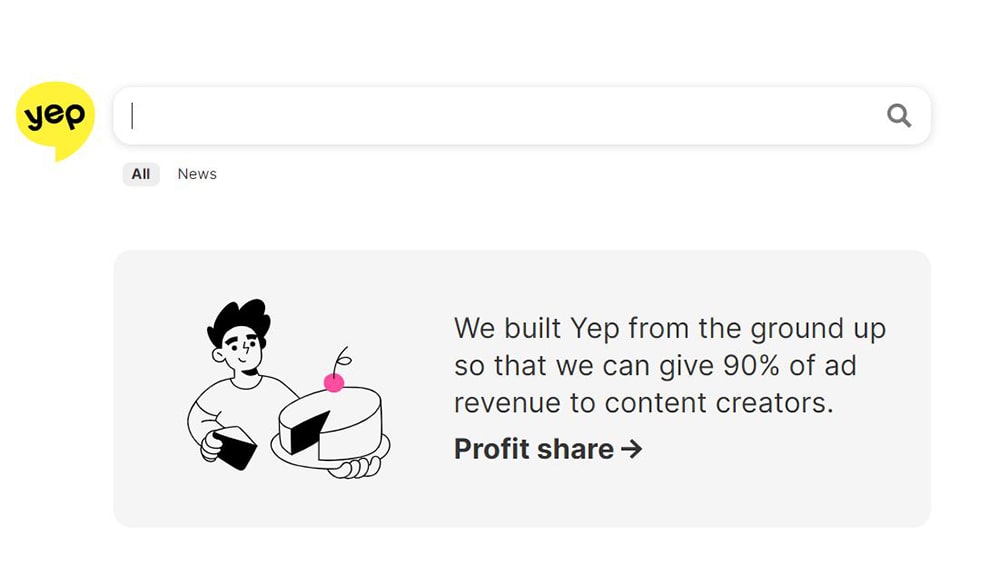 yep
All News
We built Yep from the ground up
so that we can give 90% of ad
revenue to content creators.
Profit share →